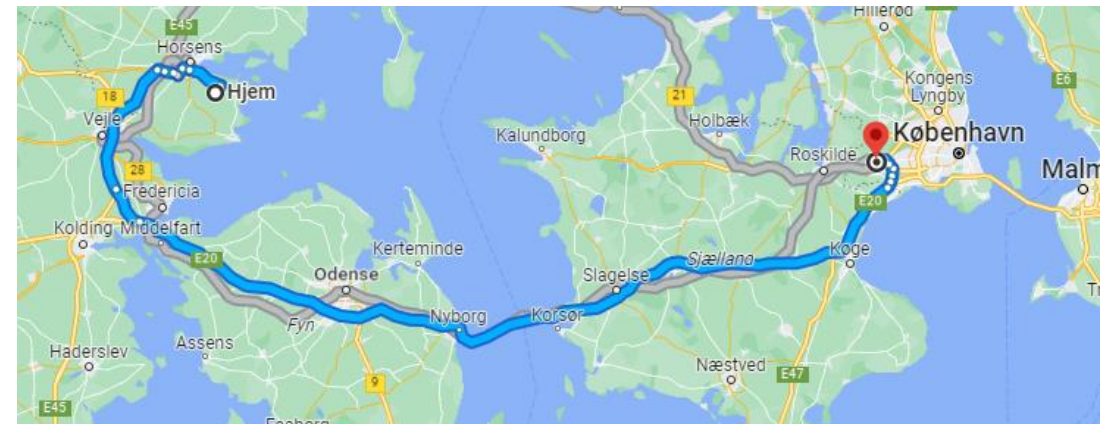 Hillerød
E45
Horsens
Kongens
Lyngby
E6
Hjem
18
21
Vejle
Holbæk
København
Kalundborg
Roskilde
Malm
28
Fredericia
E20
Kolding
Middelfart
Kerteminde
Køge
E20
Sjælland
Odense
Slagelse
Nyborg
Korsør
Fyn
Assens
Haderslev
Næstved
E47
9
E45